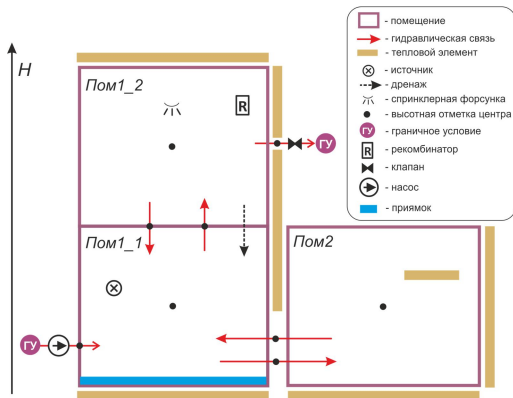 H
Пом1_2
R
ГУ
Пом1_1
Пом2
ГУ
- помещение
- гидравлическая связь
- тепловой элемент
- источник
- дренаж
- спринклерная форсунка
- высотная отметка центра
ГУ - граничное условие
R - рекомбинатор
- клапан
- насос
- приямок